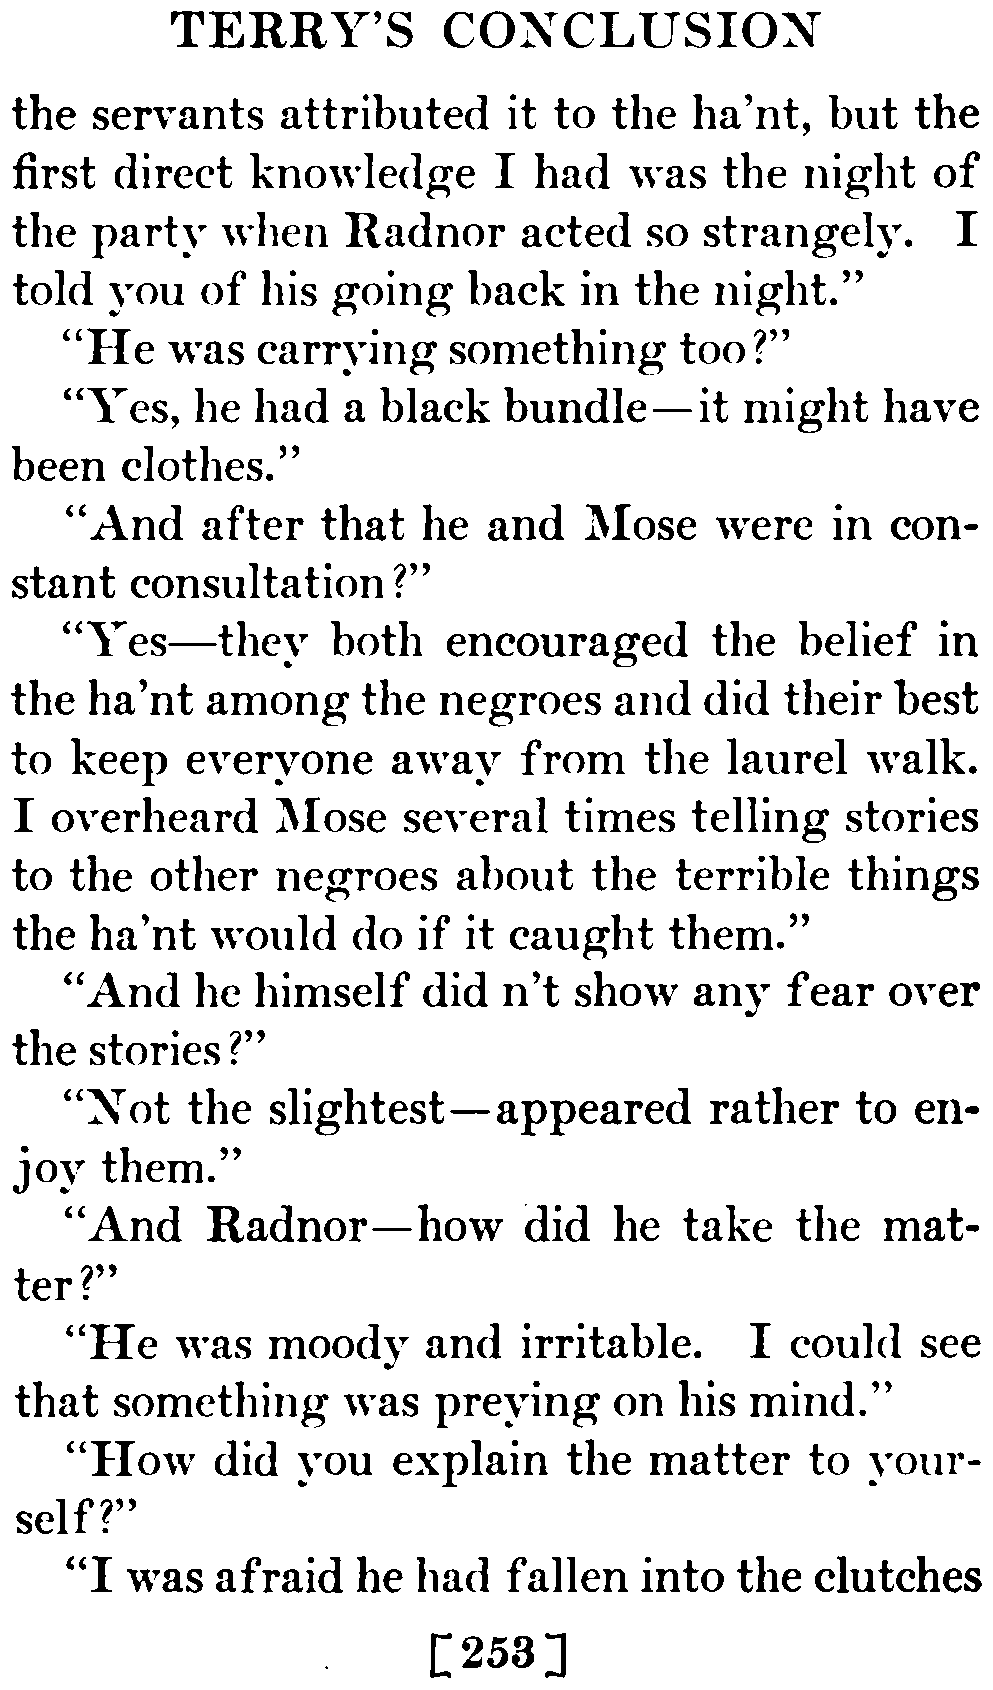 TERRY'S CONCLUSION
the servants attributed it to the ha'nt, but the
first direct knowledge I had was the night of
the party when Radnor acted so strangely. I
told you of his going back in the night."
"He was carrying something too?"
"Yes, he had a black bundle—it might have
been clothes."
"And after that he and Mose were in con-
stant consultation?"
"Yes—they both encouraged the belief in
the ha'nt among the negroes and did their best
to keep everyone away from the laurel walk.
I overheard Mose several times telling stories
to the other negroes about the terrible things
the ha'nt would do if it caught them."
"And he himself did n't show any fear over
the stories?"
"Not the slightest—appeared rather to en-
joy them."
"And Radnor—how did he take the mat-
ter?"
"He was moody and irritable. I could see
that something was preying on his mind."
"How did you explain the matter to your-
self?"
"I was afraid he had fallen into the clutches
[253]